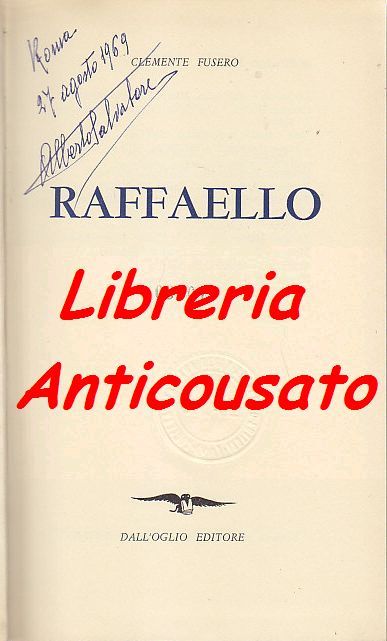 Roma
27 agosto 1969
Alberto Salvatore
CLEMENTE FUSERO
RAFFAELLO
Libreria
Anticousato
DALL'OGLIO EDITORE